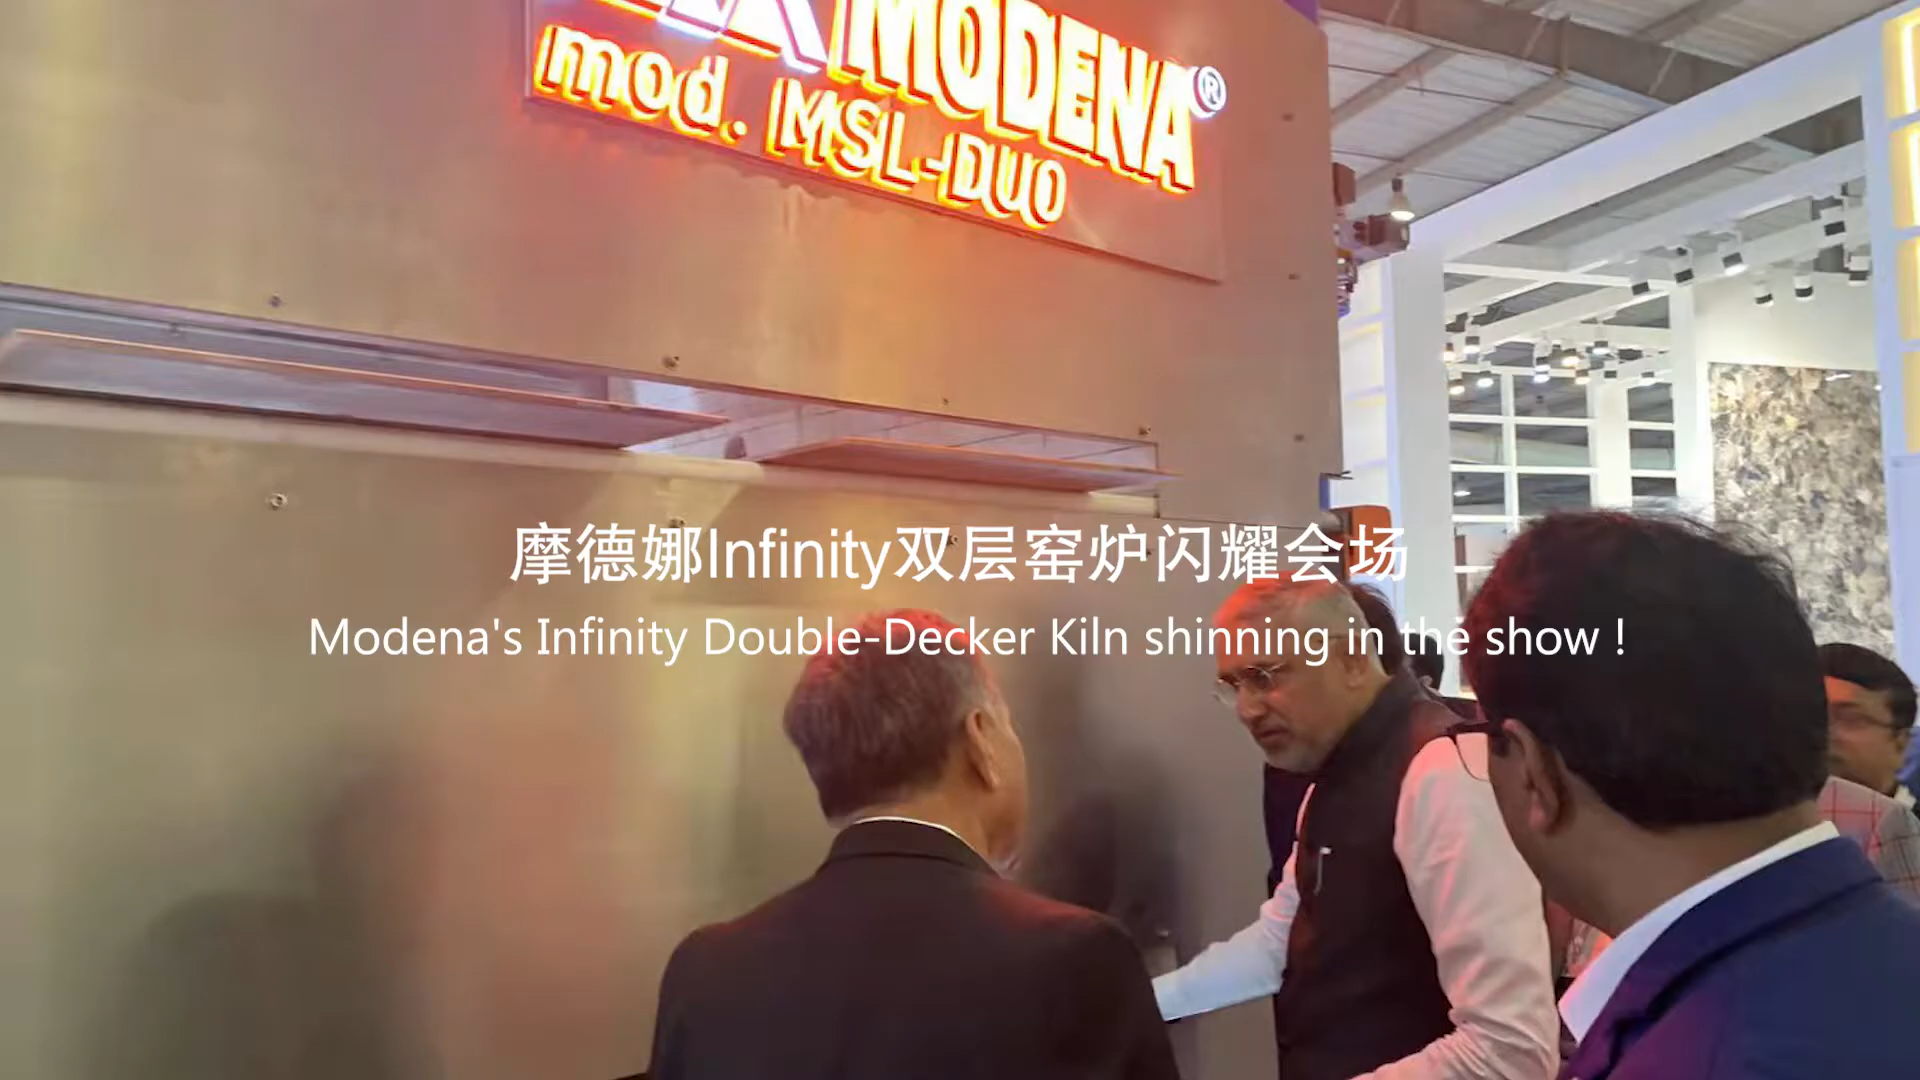 MODENA®
mod. MSL-DUO
摩德娜Infinity双层窑炉闪耀会场
Modena's Infinity Double-Decker Kiln shinning in the show !